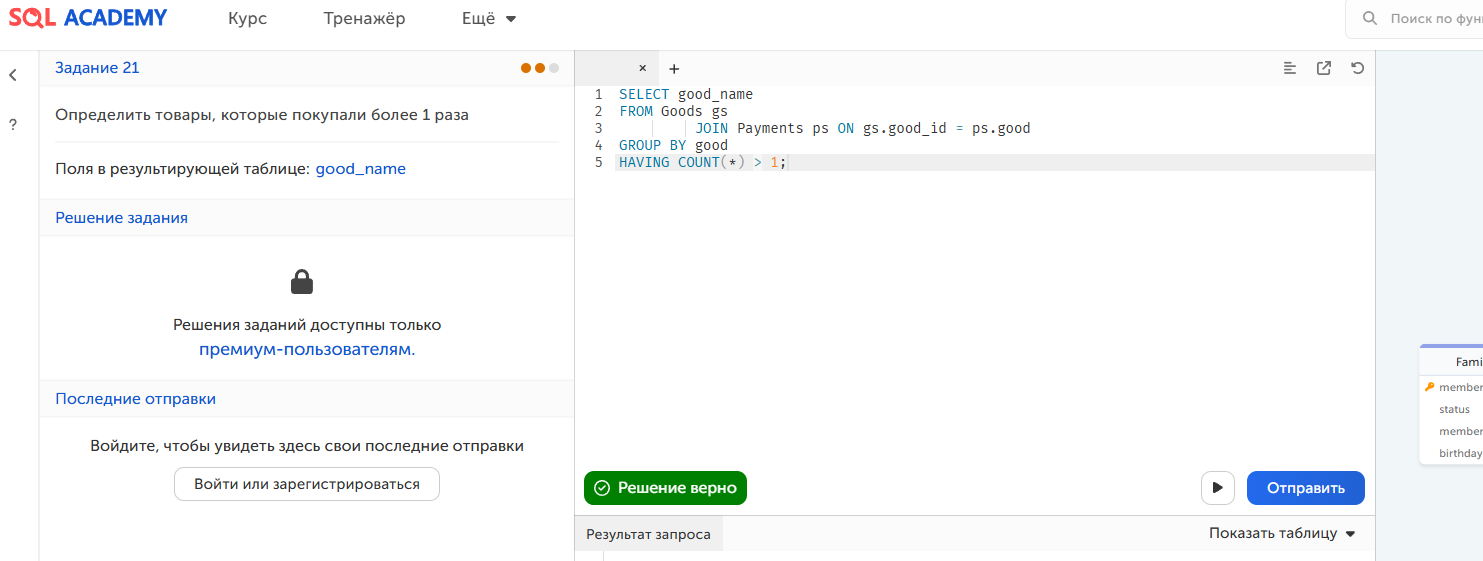 SQL ACADEMY
Курс
Тренажёр
Ещё
Поиск по фун
Задание 21
Определить товары, которые покупали более 1 раза
Поля в результирующей таблице: good_name
Решение задания
Решения заданий доступны только
премиум-пользователям.
Последние отправки
Войдите, чтобы увидеть здесь свои последние отправки
Войти или зарегистрироваться
?
× +
1 SELECT good_name
2 FROM Goods gs
3 JOIN Payments ps ON gs.good_id = ps.good
4 GROUP BY good
5 HAVING COUNT(*) > 1;
Решение верно
Отправить
Результат запроса
Показать таблицу
Fami
member
status
member
birthday